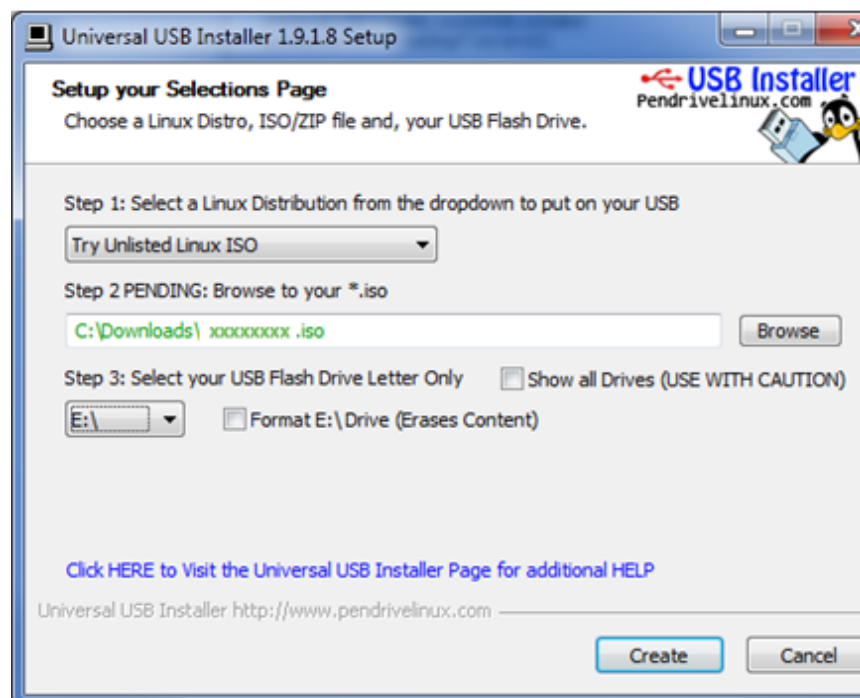 Universal USB Installer 1.9.1.8 Setup
Setup your Selections Page
Choose a Linux Distro, ISO/ZIP file and, your USB Flash Drive.
USB Installer
Pendrivelinux.com
Step 1: Select a Linux Distribution from the dropdown to put on your USB
Try Unlisted Linux ISO
Step 2 PENDING: Browse to your *.iso
C:\Downloads\ xxxxxxxx .iso
Browse
Step 3: Select your USB Flash Drive Letter Only
Show all Drives (USE WITH CAUTION)
E:\
Format E:\ Drive (Erases Content)
Click HERE to Visit the Universal USB Installer Page for additional HELP
Universal USB Installer http://www.pendrivelinux.com
Create
Cancel